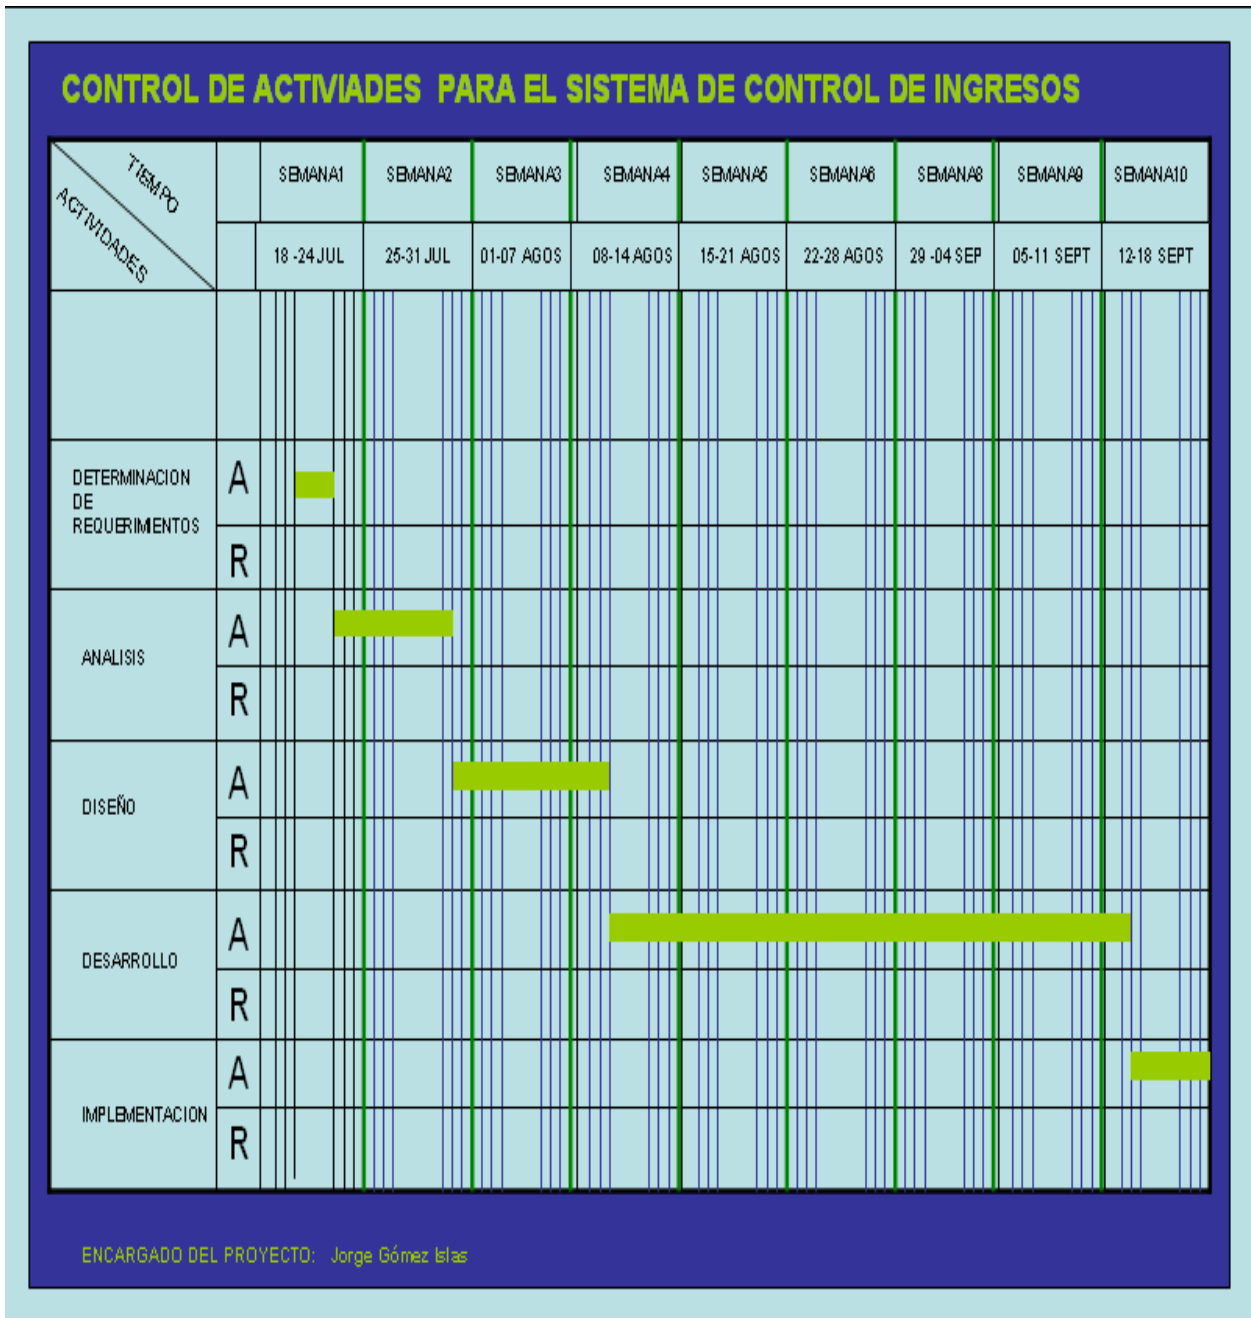 CONTROL DE ACTIVIADES PARA EL SISTEMA DE CONTROL DE INGRESOS
TIEMPO
ACTIVIDADES
SEMANA1 SEMANA2 SEMANA3 SEMANA4 SEMANA5 SEMANA6 SEMANA8 SEMANA9 SEMANA10
18 -24 JUL 25-31 JUL 01-07 AGOS 08-14 AGOS 15-21 AGOS 22-28 AGOS 29 -04 SEP 05-11 SEPT 12-18 SEPT
DETERMINACION
DE
REQUERIMIENTOS
A
R
ANALISIS
A
R
DISEÑO
A
R
DESARROLLO
A
R
IMPLEMENTACION
A
R
ENCARGADO DEL PROYECTO: Jorge Gómez Islas